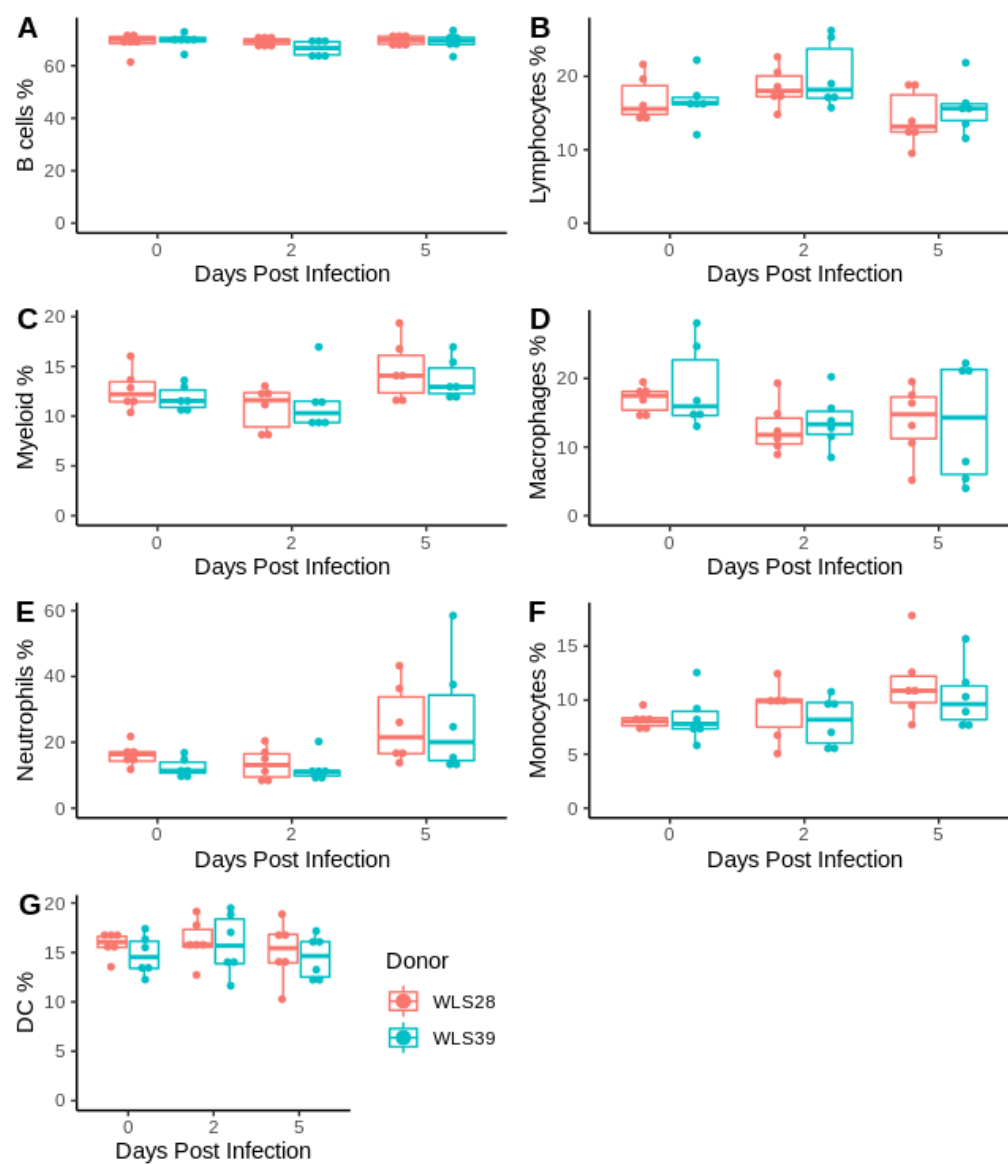 A
B cells %
60
40
20
0
0
2
5
Days Post Infection
B
Lymphocytes %
20
10
0
0
2
5
Days Post Infection
C
Myeloid %
20
15
10
5
0
0
2
5
Days Post Infection
D
Macrophages %
20
10
0
0
2
5
Days Post Infection
E
Neutrophils %
60
40
20
0
0
2
5
Days Post Infection
F
Monocytes %
15
10
5
0
0
2
5
Days Post Infection
G
DC %
20
15
10
5
0
0
2
5
Days Post Infection
Donor
WLS28
WLS39